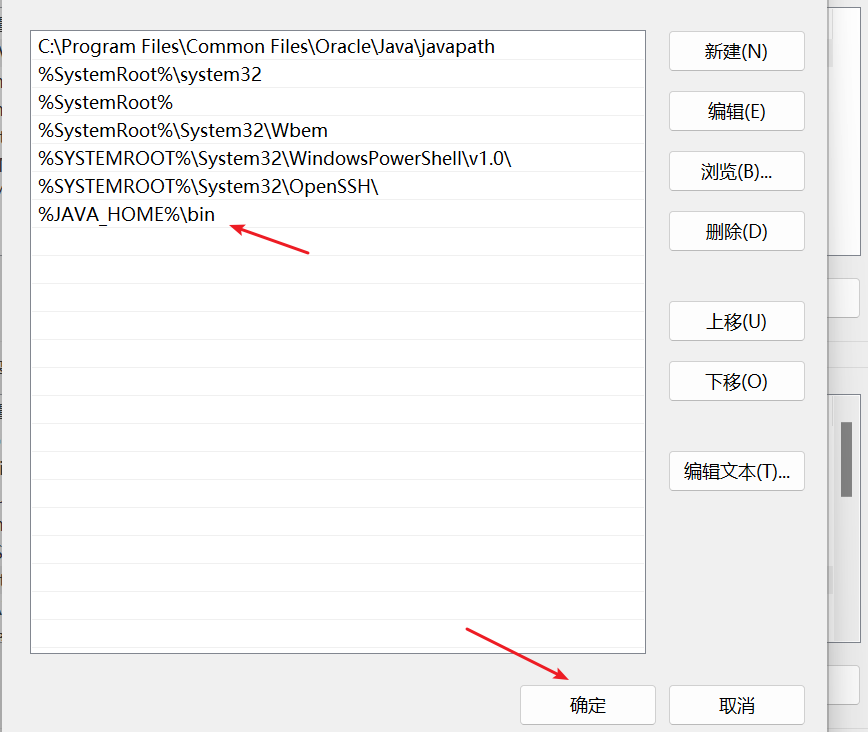 C:\Program Files\Common Files\Oracle\Java\javapath
%SystemRoot%\system32
%SystemRoot%
%SystemRoot%\System32\Wbem
%SYSTEMROOT%\System32\WindowsPowerShell\v1.0\
%SYSTEMROOT%\System32\OpenSSH\
%JAVA_HOME%\bin
新建(N)
编辑(E)
浏览(B)...
删除(D)
上移(U)
下移(O)
编辑文本(T)...
确定
取消